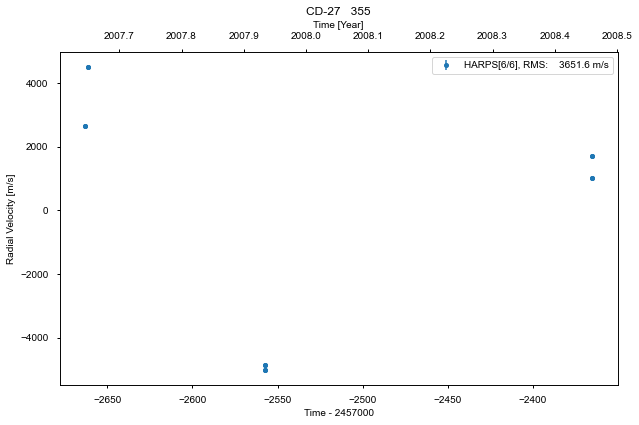 CD-27   355
Time [Year]
2007.7 2007.8 2007.9 2008.0 2008.1 2008.2 2008.3 2008.4 2008.5
HARPS[6/6], RMS:    3651.6 m/s
4000
2000
0
−2000
−4000
Radial Velocity [m/s]
−2650 −2600 −2550 −2500 −2450 −2400
Time - 2457000